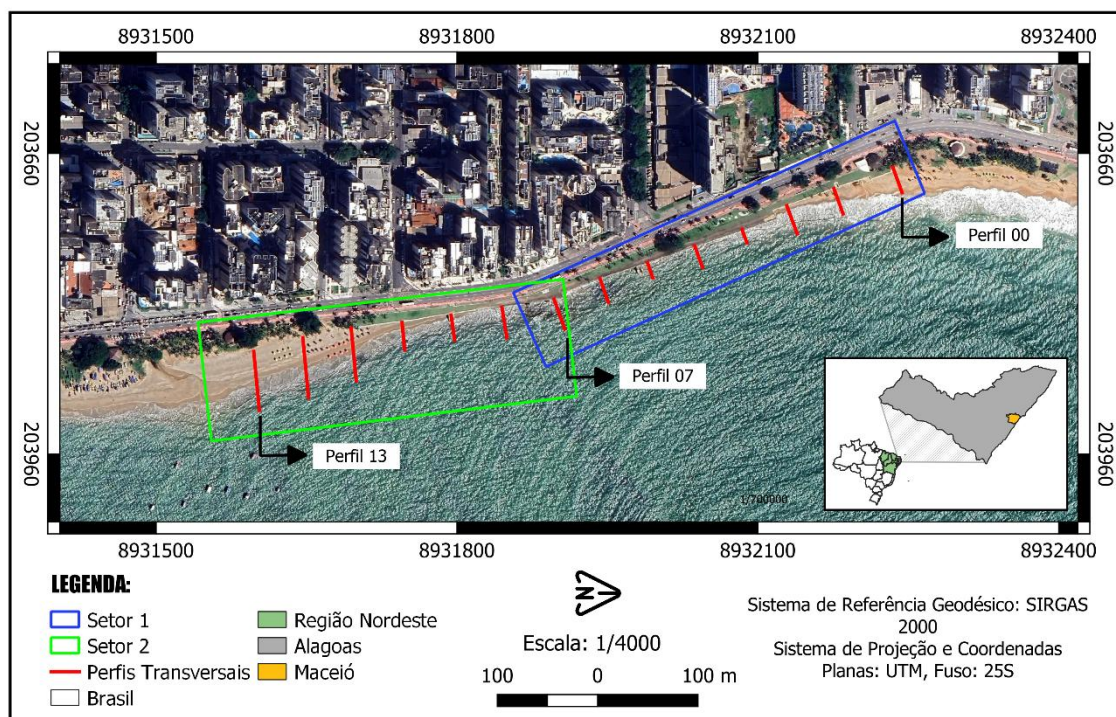 8931500 8931800 8932100 8932400
203660
203660
Perfil 00
Perfil 07
Perfil 13
203960
203960
1/700000
8931500 8931800 8932100 8932400
LEGENDA:
Setor 1
Setor 2
Perfis Transversais
Brasil
Região Nordeste
Alagoas
Maceió
N
Escala: 1/4000
100 0 100 m
Sistema de Referência Geodésico: SIRGAS
2000
Sistema de Projeção e Coordenadas
Planas: UTM, Fuso: 25S